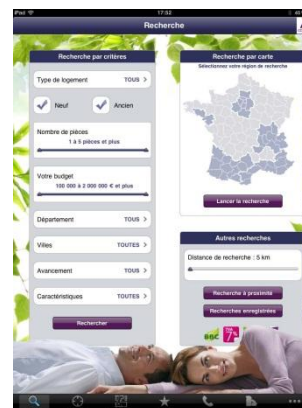 iPad
17:52
Recherche
Recherche par critères
Type de logement TOUS >
Neuf
Ancien
Nombre de pièces
1 à 5 pièces et plus
Votre budget
100 000 à 2 000 000 € et plus
Département TOUS >
Villes TOUTES >
Avancement TOUS >
Caractéristiques TOUTES >
Rechercher
Recherche par carte
Sélectionnez votre région de recherche
Lancer la recherche
Autres recherches
Distance de recherche : 5 km
Recherche à proximité
Recherches enregistrées
BBC
7%